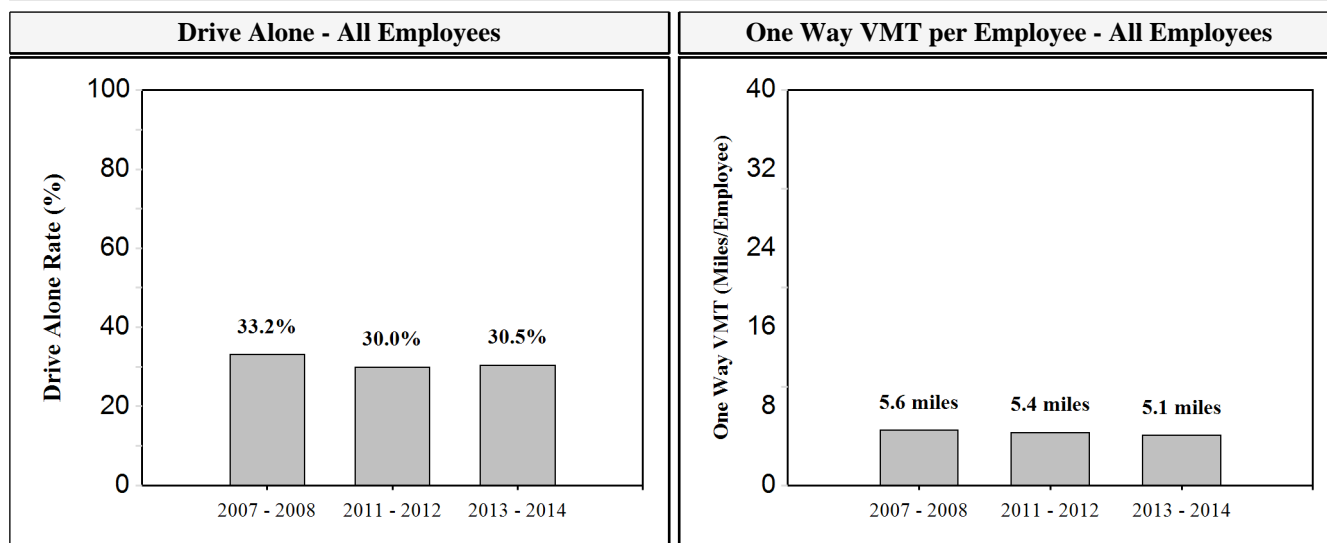 Drive Alone - All Employees
One Way VMT per Employee - All Employees
Drive Alone Rate (%)
100
80
60
40
20
0
33.2%
30.0%
30.5%
2007 - 2008
2011 - 2012
2013 - 2014
One Way VMT (Miles/Employee)
40
32
24
16
8
0
5.6 miles
5.4 miles
5.1 miles
2007 - 2008
2011 - 2012
2013 - 2014